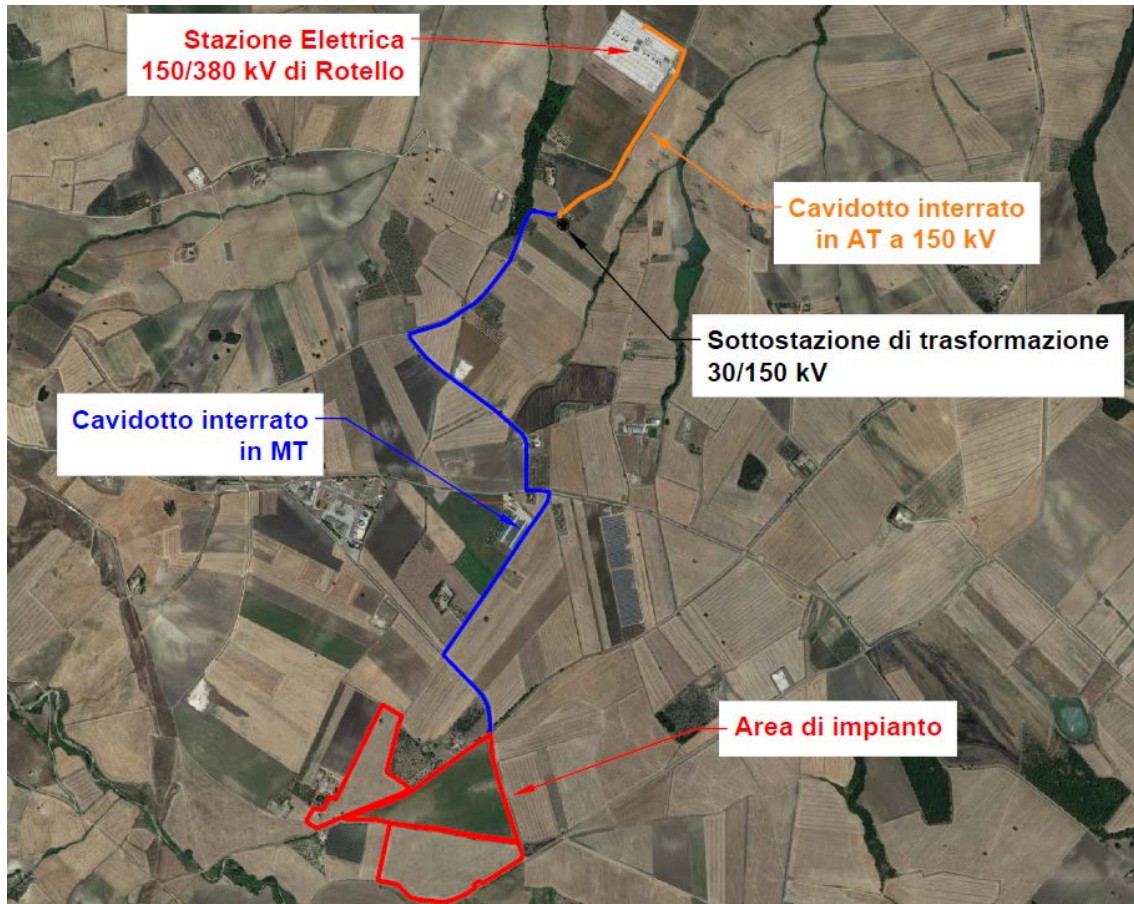 Stazione Elettrica
150/380 kV di Rotello
Cavidotto interrato
in AT a 150 kV
Sottostazione di trasformazione
30/150 kV
Cavidotto interrato
in MT
Area di impianto